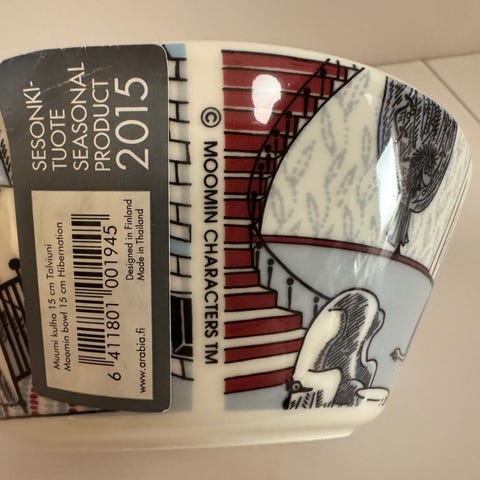 SESONKI-
TUOTE
SEASONAL
PRODUCT
2015
Muumi kulho 15 cm Talviuni
Moomin bowl 15 cm Hibernation
6 411801 001945
Designed in Finland
Made in Thailand
www.arabia.fi
© MOOMIN CHARACTERS TM